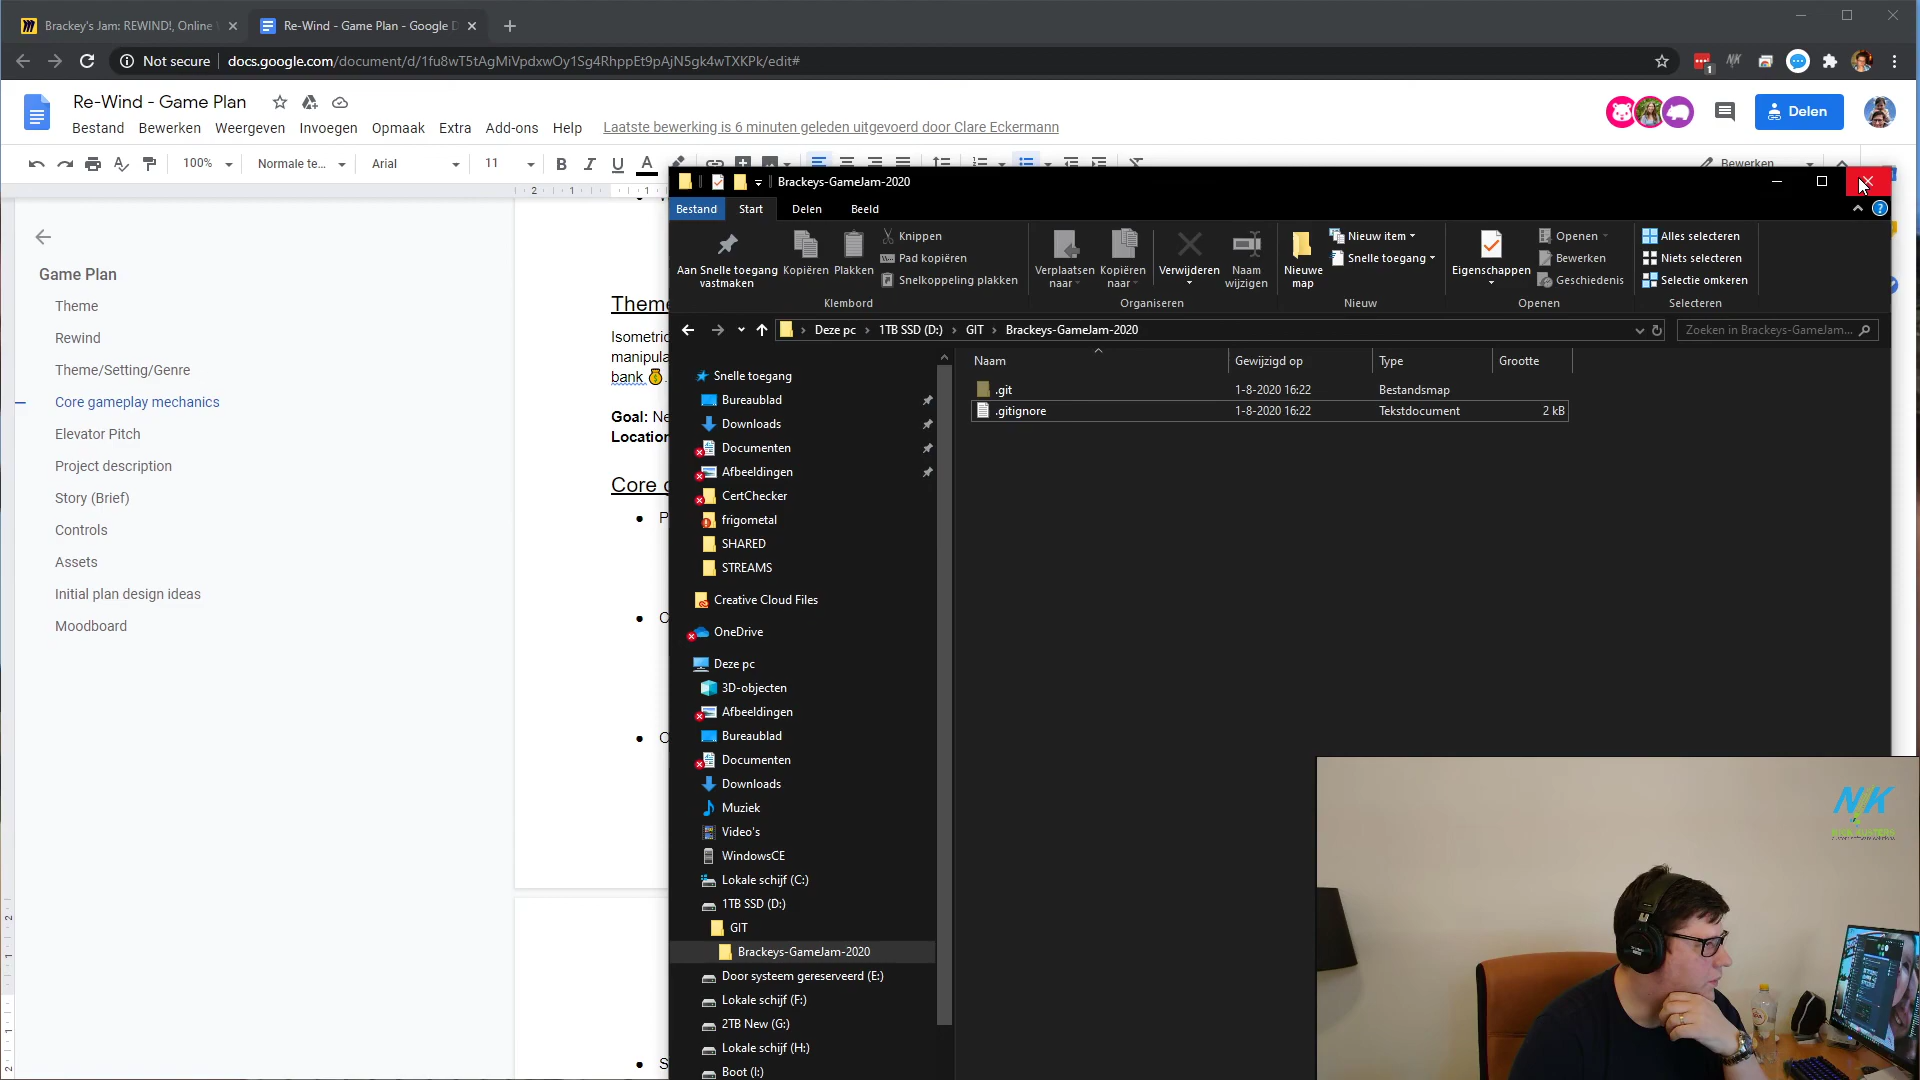 Brackey's Jam: REWIND!, Online
Re-Wind - Game Plan - Google D
Not secure
docs.google.com/document/d/1fu8wT5tAgMiVpdxwOy1Sg4RhppEt9pAjN5gk4wTXKPk/edit#
Re-Wind - Game Plan
Bestand Bewerken Weergeven Invoegen Opmaak Extra Add-ons Help
Laatste bewerking is 6 minuten geleden uitgevoerd door Clare Eckermann
Delen
100% Normale te... Arial 11 B I U A
Bewerken
Game Plan
Theme
Rewind
Theme/Setting/Genre
Core gameplay mechanics
Elevator Pitch
Project description
Story (Brief)
Controls
Assets
Initial plan design ideas
Moodboard
Theme
Isometric
manipula
bank
Goal: Ne
Location
Core
P
C
C
S
Brackeys-GameJam-2020
Bestand Start Delen Beeld
Aan Snelle toegang vastmaken
Kopiëren
Plakken
Knippen
Pad kopiëren
Snelkoppeling plakken
Klembord
Verplaatsen naar
Kopiëren naar
Verwijderen
Naam wijzigen
Organiseren
Nieuwe map
Nieuw item
Snelle toegang
Nieuw
Eigenschappen
Openen
Bewerken
Geschiedenis
Openen
Alles selecteren
Niets selecteren
Selectie omkeren
Selecteren
Deze pc > 1TB SSD (D:) > GIT > Brackeys-GameJam-2020
Zoeken in Brackeys-GameJam...
Naam Gewijzigd op Type Grootte
.git 1-8-2020 16:22 Bestandsmap
.gitignore 1-8-2020 16:22 Tekstdocument 2 kB
Snelle toegang
Bureaublad
Downloads
Documenten
Afbeeldingen
CertChecker
frigometal
SHARED
STREAMS
Creative Cloud Files
OneDrive
Deze pc
3D-objecten
Afbeeldingen
Bureaublad
Documenten
Downloads
Muziek
Video's
WindowsCE
Lokale schijf (C:)
1TB SSD (D:)
GIT
Brackeys-GameJam-2020
Door systeem gereserveerd (E:)
Lokale schijf (F:)
2TB New (G:)
Lokale schijf (H:)
Boot (I:)
NK